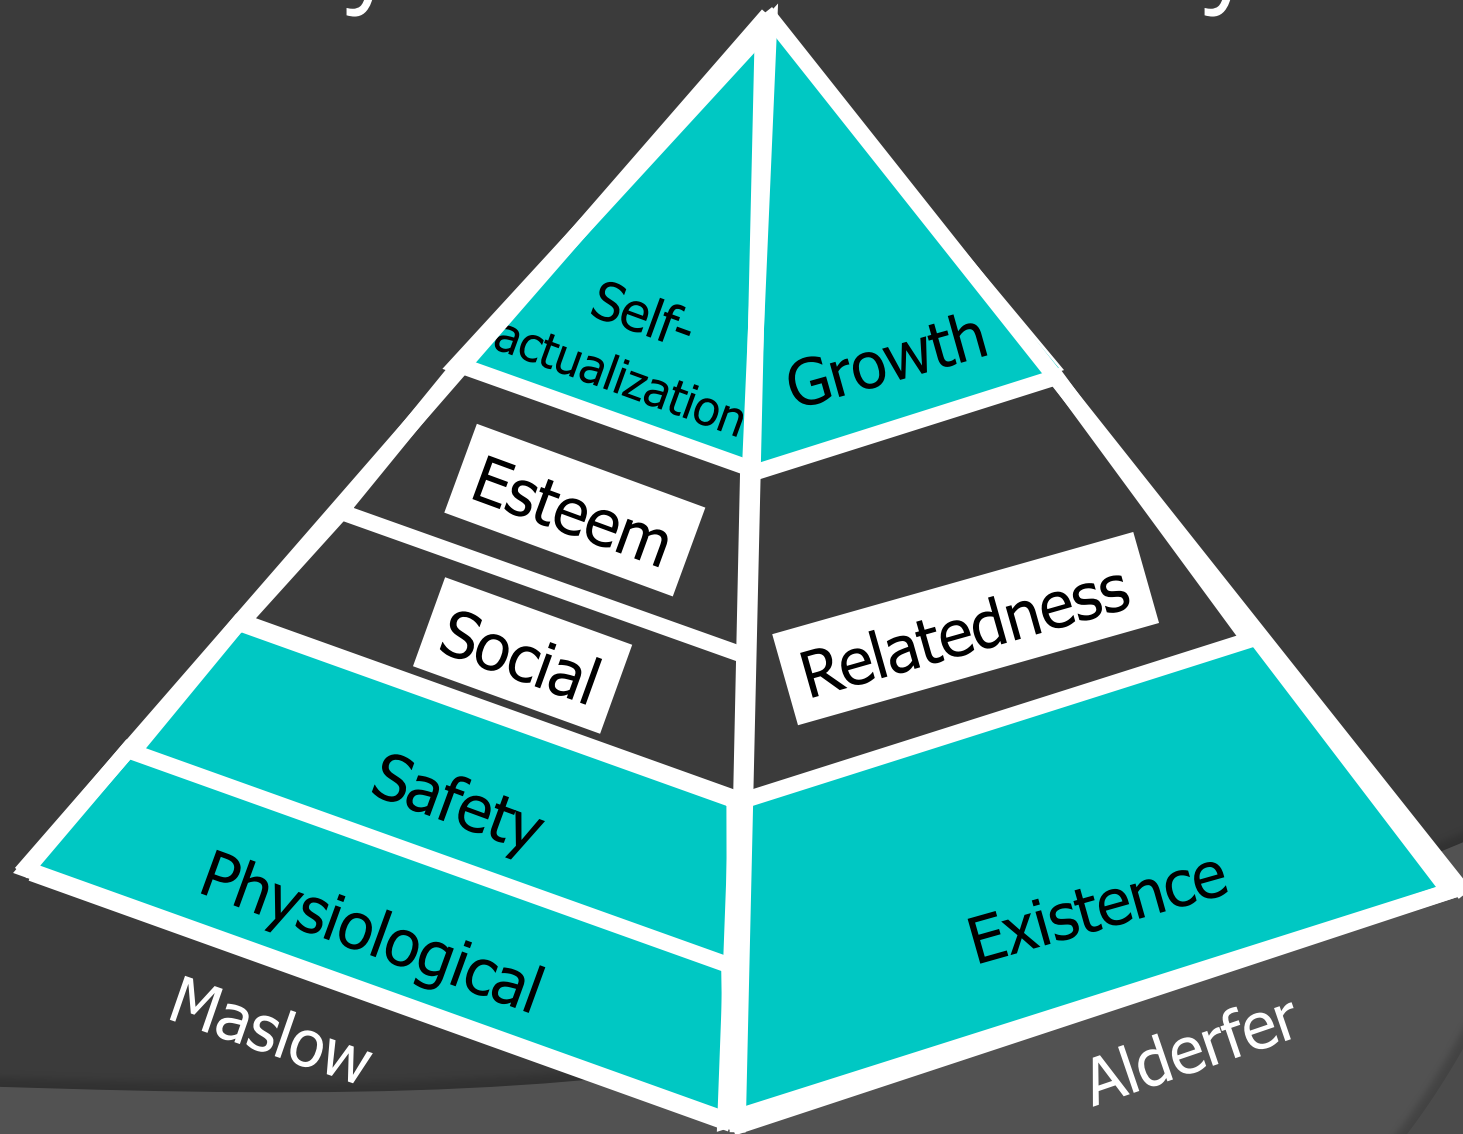 Self-
actualization
Growth
Esteem
Social
Relatedness
Safety
Physiological
Existence
Maslow
Alderfer